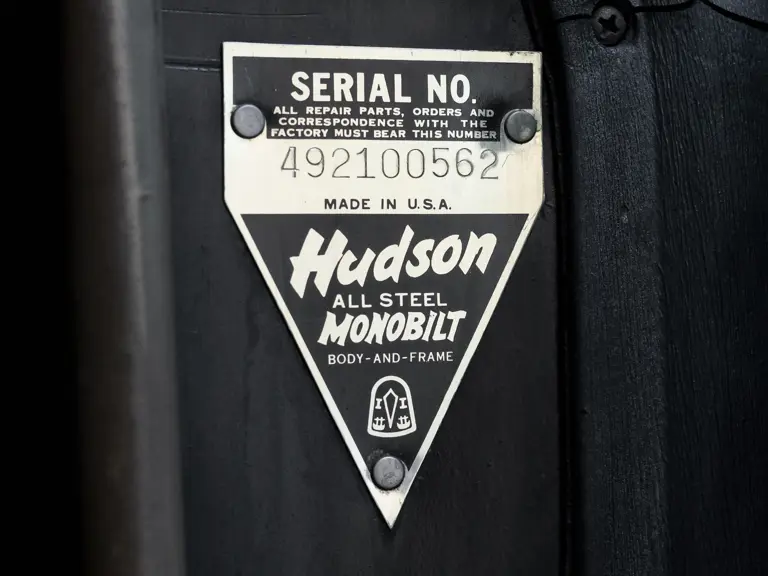 SERIAL NO.
ALL REPAIR PARTS, ORDERS AND
CORRESPONDENCE WITH THE
FACTORY MUST BEAR THIS NUMBER
492100562
MADE IN U.S.A.
Hudson
ALL STEEL
MONOBILT
BODY-AND-FRAME